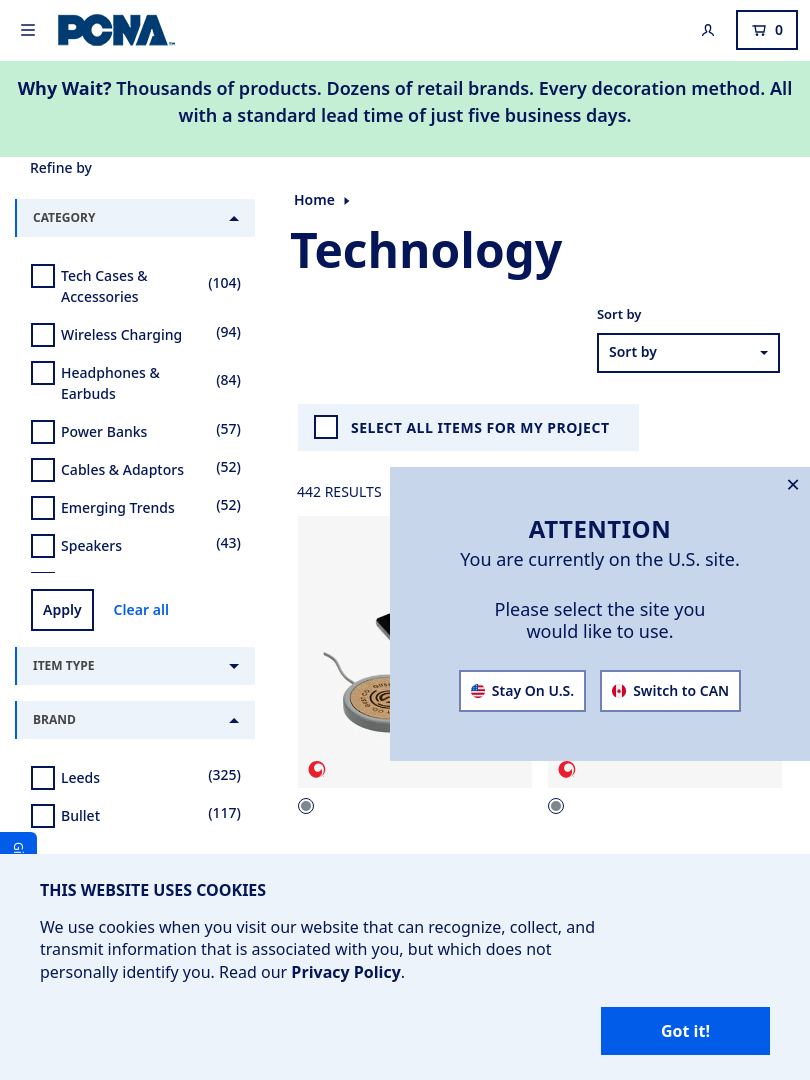 PCNA
0
Why Wait? Thousands of products. Dozens of retail brands. Every decoration method. All
with a standard lead time of just five business days.
Refine by
CATEGORY
Tech Cases &
Accessories
(104)
Wireless Charging
(94)
Headphones &
Earbuds
(84)
Power Banks
(57)
Cables & Adaptors
(52)
Emerging Trends
(52)
Speakers
(43)
Apply
Clear all
ITEM TYPE
BRAND
Leeds
(325)
Bullet
(117)
Home
Technology
Sort by
Sort by
SELECT ALL ITEMS FOR MY PROJECT
442 RESULTS
ATTENTION
You are currently on the U.S. site.
Please select the site you
would like to use.
Stay On U.S.
Switch to CAN
THIS WEBSITE USES COOKIES
We use cookies when you visit our website that can recognize, collect, and
transmit information that is associated with you, but which does not
personally identify you. Read our Privacy Policy.
Got it!